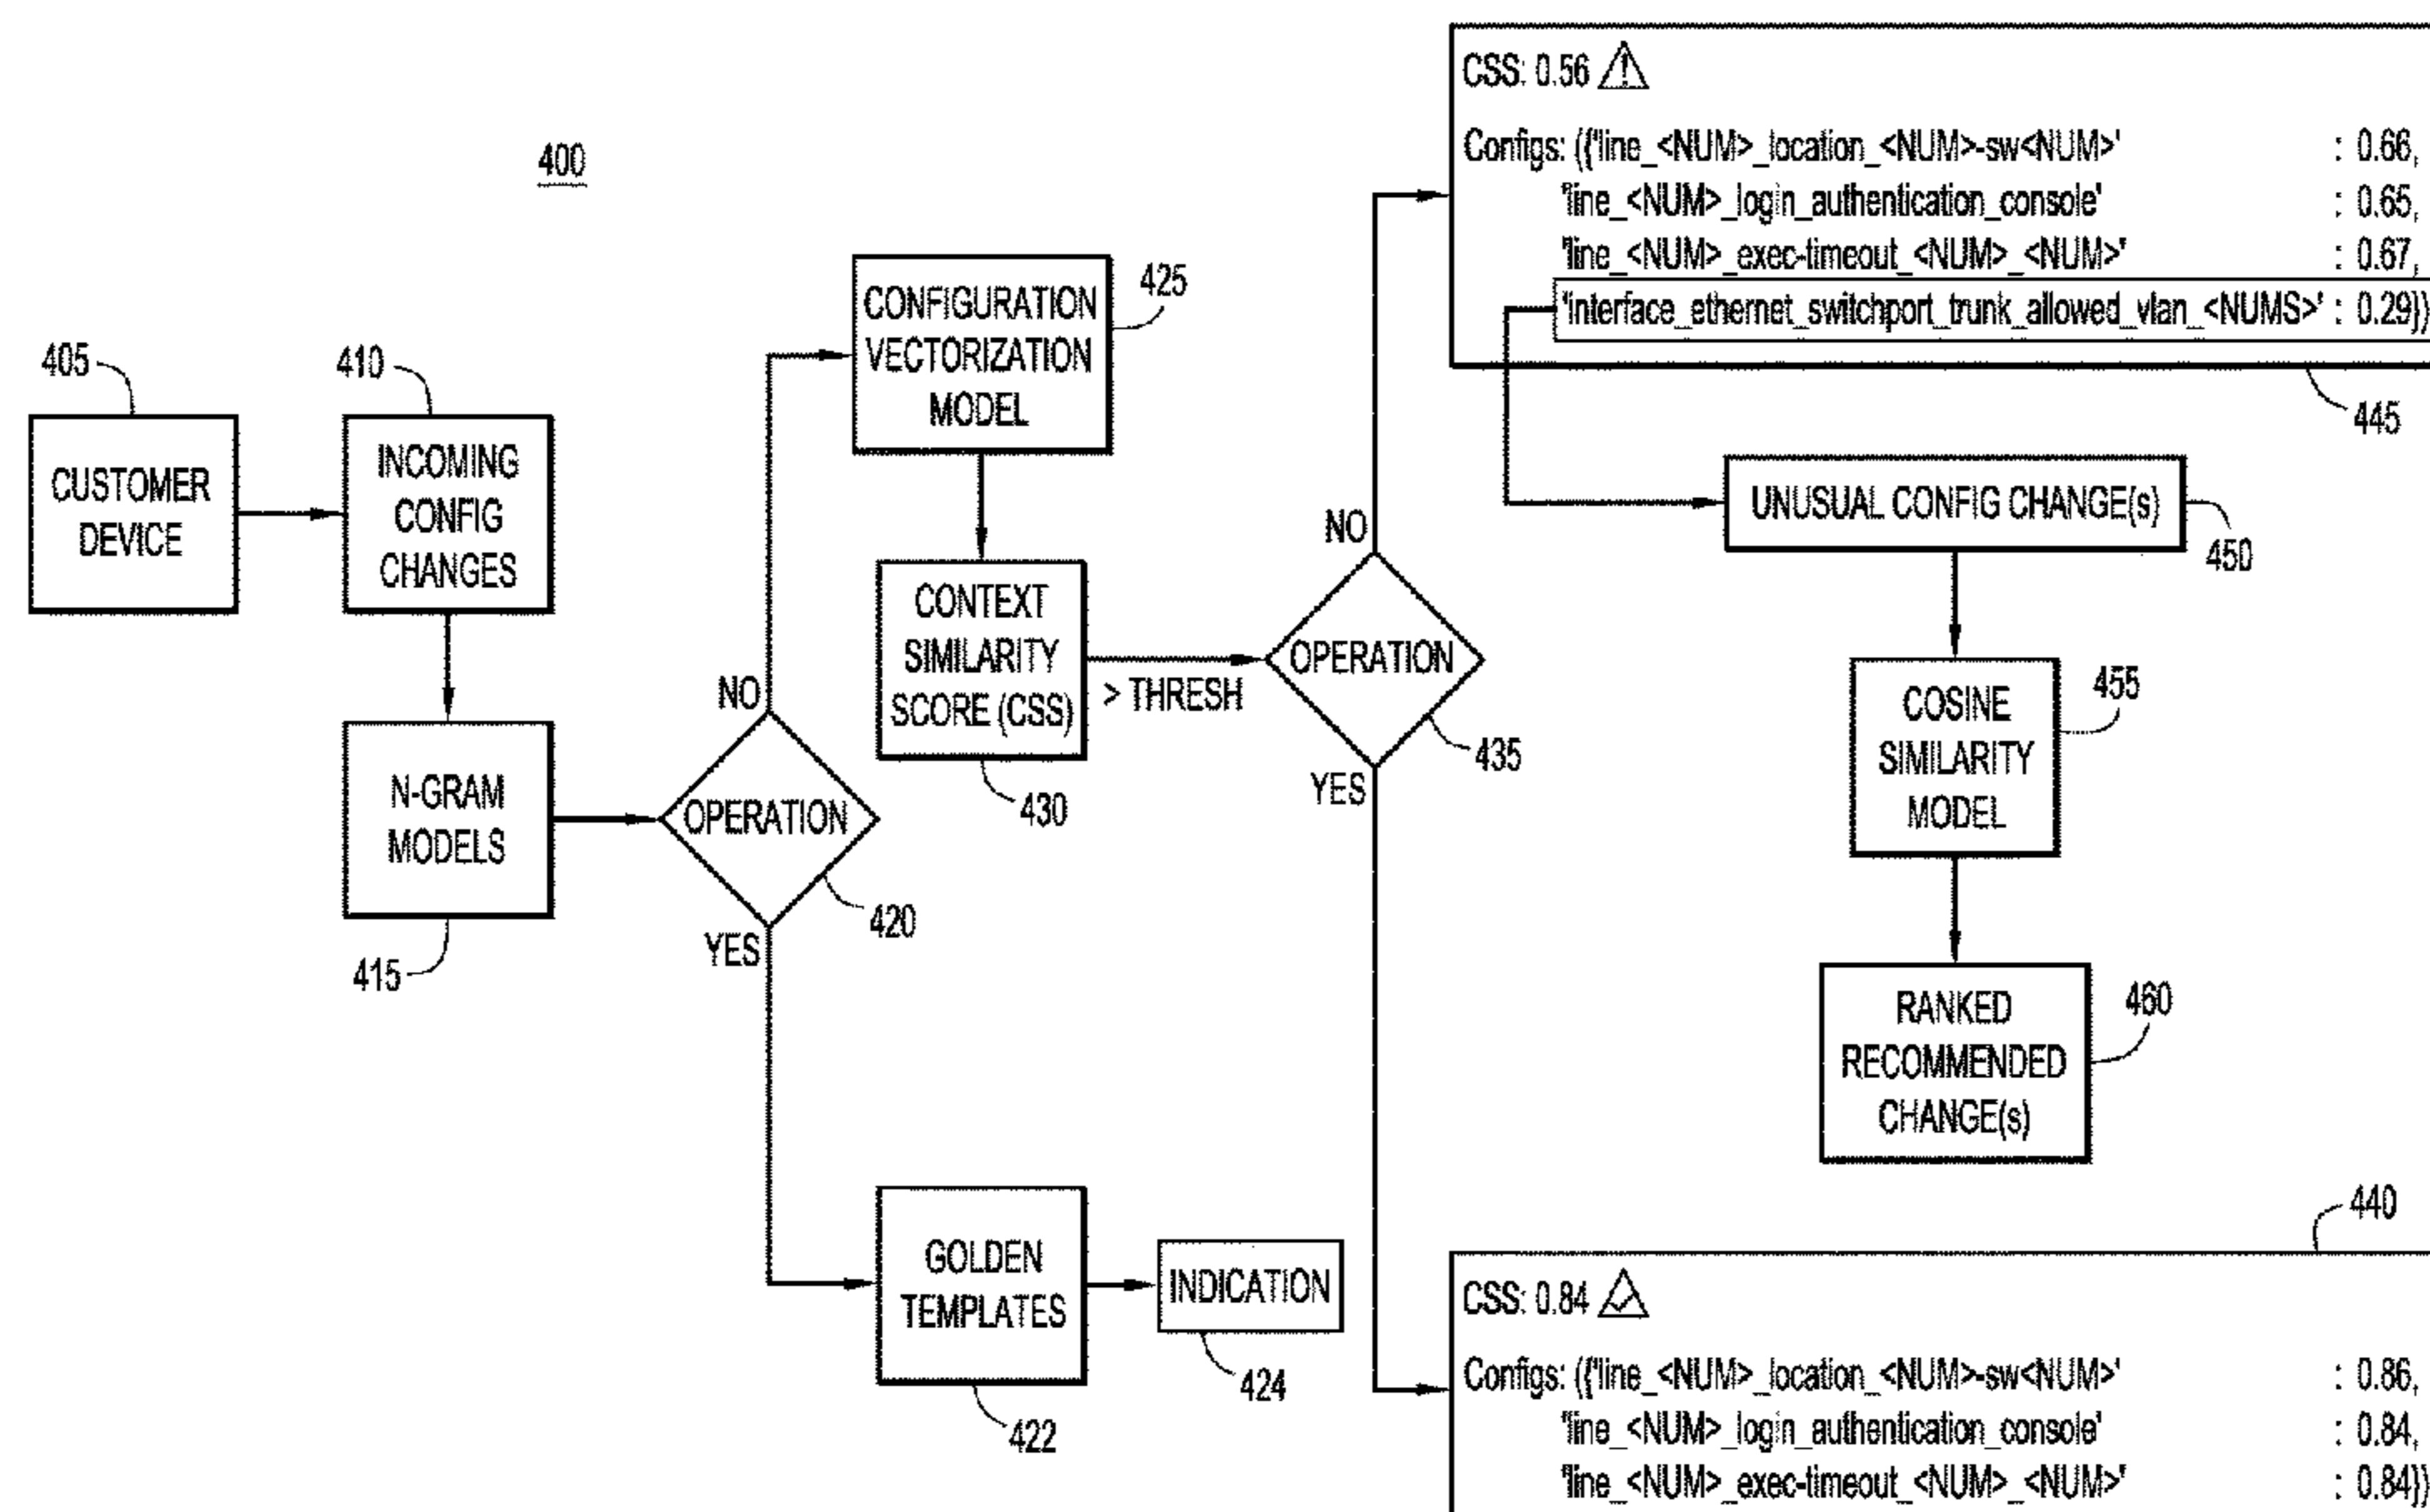 400
405
CUSTOMER
DEVICE
410
INCOMING
CONFIG
CHANGES
N-GRAM
MODELS
415
NO
OPERATION
420
YES
CONFIGURATION
VECTORIZATION
MODEL
425
CONTEXT
SIMILARITY
SCORE (CSS)
430
> THRESH
GOLDEN
TEMPLATES
422
INDICATION
424
NO
OPERATION
435
YES
CSS: 0.56
Configs: ({'line_<NUM>_location_<NUM>-sw<NUM>' : 0.66,
'line_<NUM>_login_authentication_console' : 0.65,
'line_<NUM>_exec-timeout_<NUM>_<NUM>' : 0.67,
'interface_ethernet_switchport_trunk_allowed_vlan_<NUMS>' : 0.29})
445
UNUSUAL CONFIG CHANGE(s)
450
COSINE
SIMILARITY
MODEL
455
RANKED
RECOMMENDED
CHANGE(s)
460
440
CSS: 0.84
Configs: ({'line_<NUM>_location_<NUM>-sw<NUM>' : 0.86,
'line_<NUM>_login_authentication_console' : 0.84,
'line_<NUM>_exec-timeout_<NUM>_<NUM>' : 0.84})